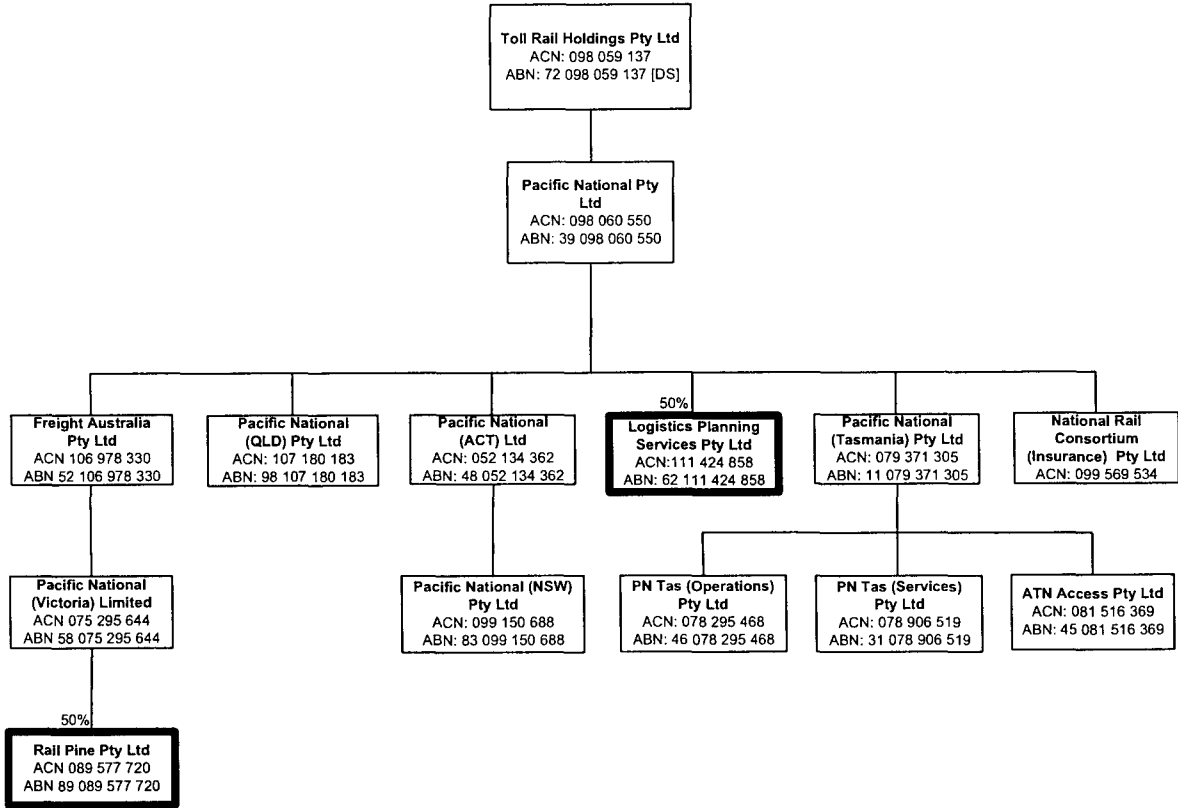 Toll Rail Holdings Pty Ltd
ACN: 098 059 137
ABN: 72 098 059 137 [DS]
Pacific National Pty
Ltd
ACN: 098 060 550
ABN: 39 098 060 550
Freight Australia
Pty Ltd
ACN 106 978 330
ABN 52 106 978 330
Pacific National
(QLD) Pty Ltd
ACN: 107 180 183
ABN: 98 107 180 183
Pacific National
(ACT) Ltd
ACN: 052 134 362
ABN: 48 052 134 362
50%
Logistics Planning
Services Pty Ltd
ACN:111 424 858
ABN: 62 111 424 858
Pacific National
(Tasmania) Pty Ltd
ACN: 079 371 305
ABN: 11 079 371 305
National Rail
Consortium
(Insurance) Pty Ltd
ACN: 099 569 534
Pacific National
(Victoria) Limited
ACN 075 295 644
ABN 58 075 295 644
Pacific National (NSW)
Pty Ltd
ACN: 099 150 688
ABN: 83 099 150 688
PN Tas (Operations)
Pty Ltd
ACN: 078 295 468
ABN: 46 078 295 468
PN Tas (Services)
Pty Ltd
ACN: 078 906 519
ABN: 31 078 906 519
ATN Access Pty Ltd
ACN: 081 516 369
ABN: 45 081 516 369
50%
Rail Pine Pty Ltd
ACN 089 577 720
ABN 89 089 577 720